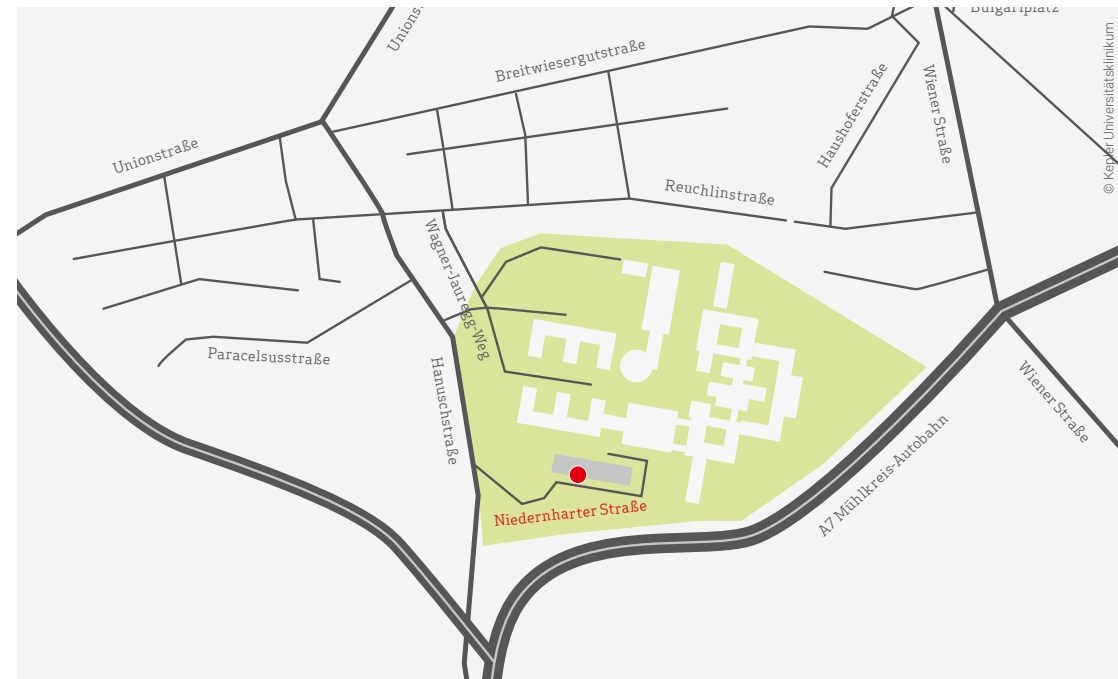 Unions
Bulgariplatz
Breitwiesergutstraße
© Kepler Universitätsklinikum
Wiener Straße
Haushoferstraße
Unionstraße
Reuchlinstraße
Wagner-Jauregg-Weg
Paracelsusstraße
Hanuschstraße
Wiener Straße
A7 Mühlkreis-Autobahn
Niedernharter Straße